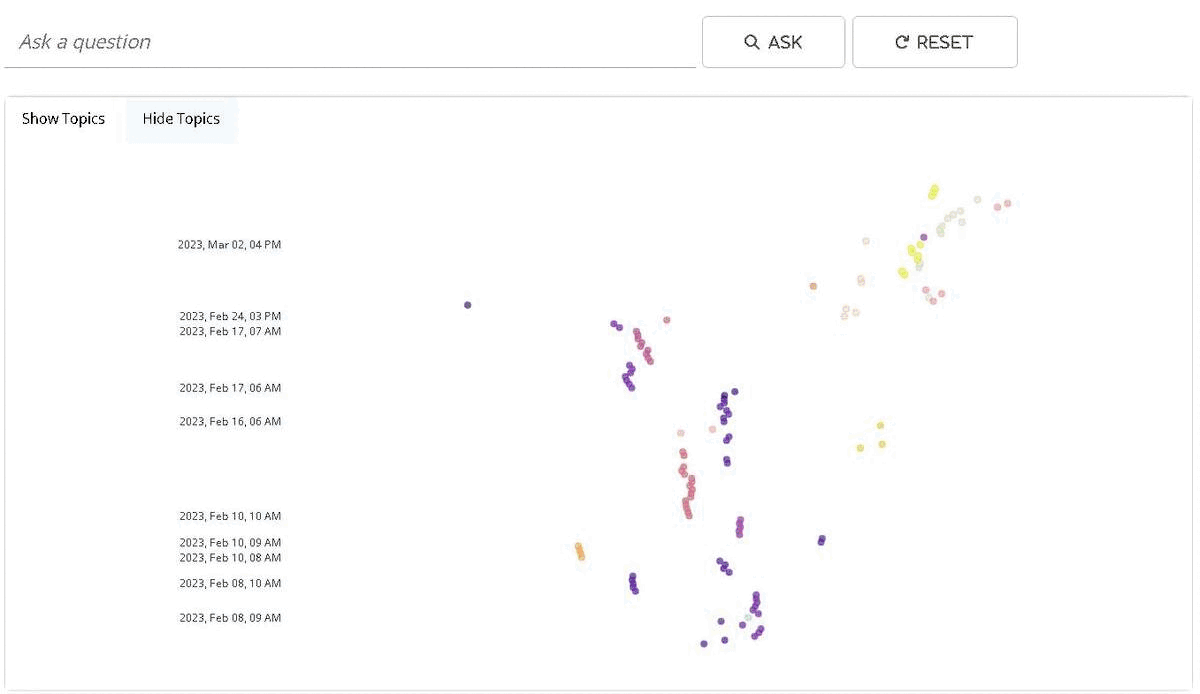 Ask a question
ASK
RESET
Show Topics
Hide Topics
2023, Mar 02, 04 PM
2023, Feb 24, 03 PM
2023, Feb 17, 07 AM
2023, Feb 17, 06 AM
2023, Feb 16, 06 AM
2023, Feb 10, 10 AM
2023, Feb 10, 09 AM
2023, Feb 10, 08 AM
2023, Feb 08, 10 AM
2023, Feb 08, 09 AM